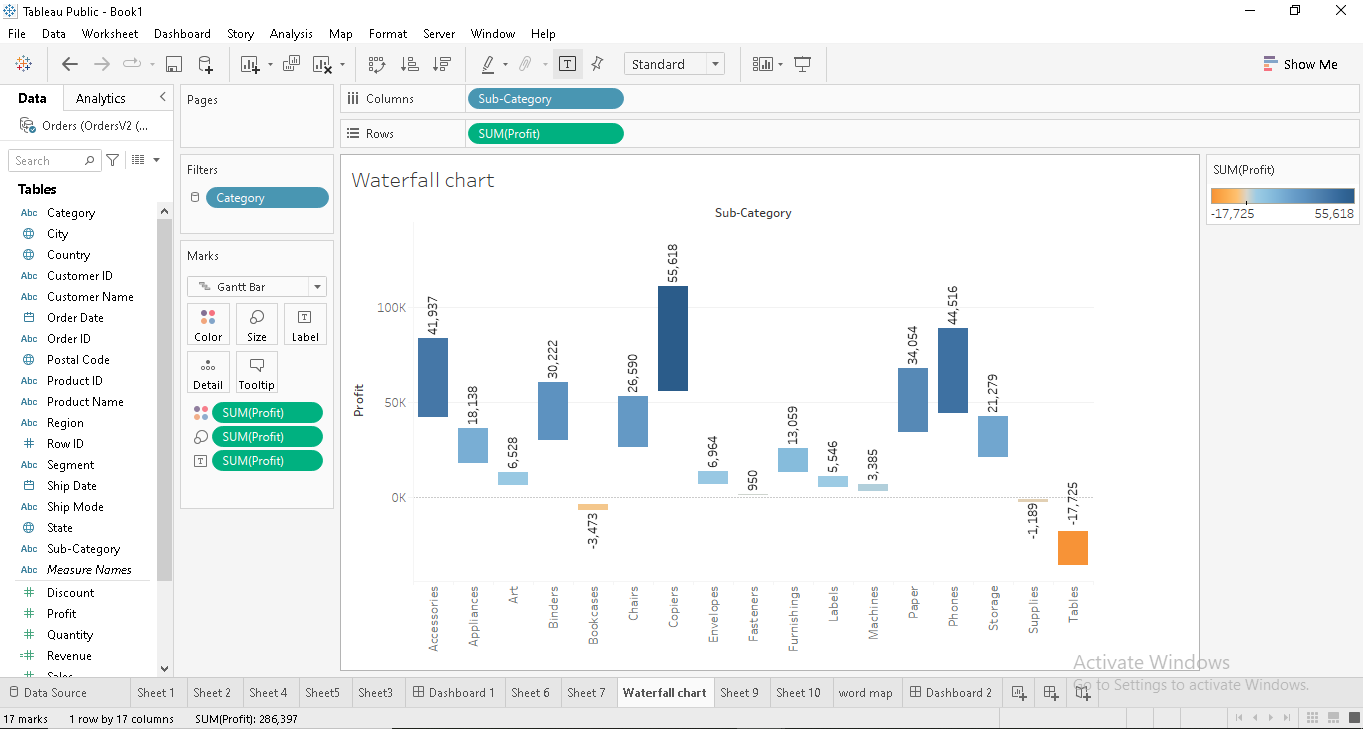 Tableau Public - Book1
File Data Worksheet Dashboard Story Analysis Map Format Server Window Help
Standard
Show Me
Data Analytics
Orders (OrdersV2 (...
Search
Tables
Abc Category
City
Country
Abc Customer ID
Abc Customer Name
Order Date
Abc Order ID
Postal Code
Abc Product ID
Abc Product Name
Abc Region
# Row ID
Abc Segment
Ship Date
Abc Ship Mode
State
Abc Sub-Category
Abc Measure Names
# Discount
# Profit
# Quantity
=# Revenue
# Sales
Pages
Filters
Category
Marks
Gantt Bar
Color Size Label
Detail Tooltip
SUM(Profit)
SUM(Profit)
T SUM(Profit)
Columns Sub-Category
Rows SUM(Profit)
Waterfall chart
Sub-Category
Profit
100K
50K
0K
41,937
18,138
6,528
30,222
-3,473
26,590
55,618
6,964
950
13,059
5,546
3,385
34,054
44,516
21,279
-1,189
-17,725
Accessories
Appliances
Art
Binders
Bookcases
Chairs
Copiers
Envelopes
Fasteners
Furnishings
Labels
Machines
Paper
Phones
Storage
Supplies
Tables
SUM(Profit)
-17,725 55,618
Activate Windows
Go to Settings to activate Windows.
Data Source Sheet 1 Sheet 2 Sheet 4 Sheet5 Sheet3 Dashboard 1 Sheet 6 Sheet 7 Waterfall chart Sheet 9 Sheet 10 word map Dashboard 2
17 marks 1 row by 17 columns SUM(Profit): 286,397